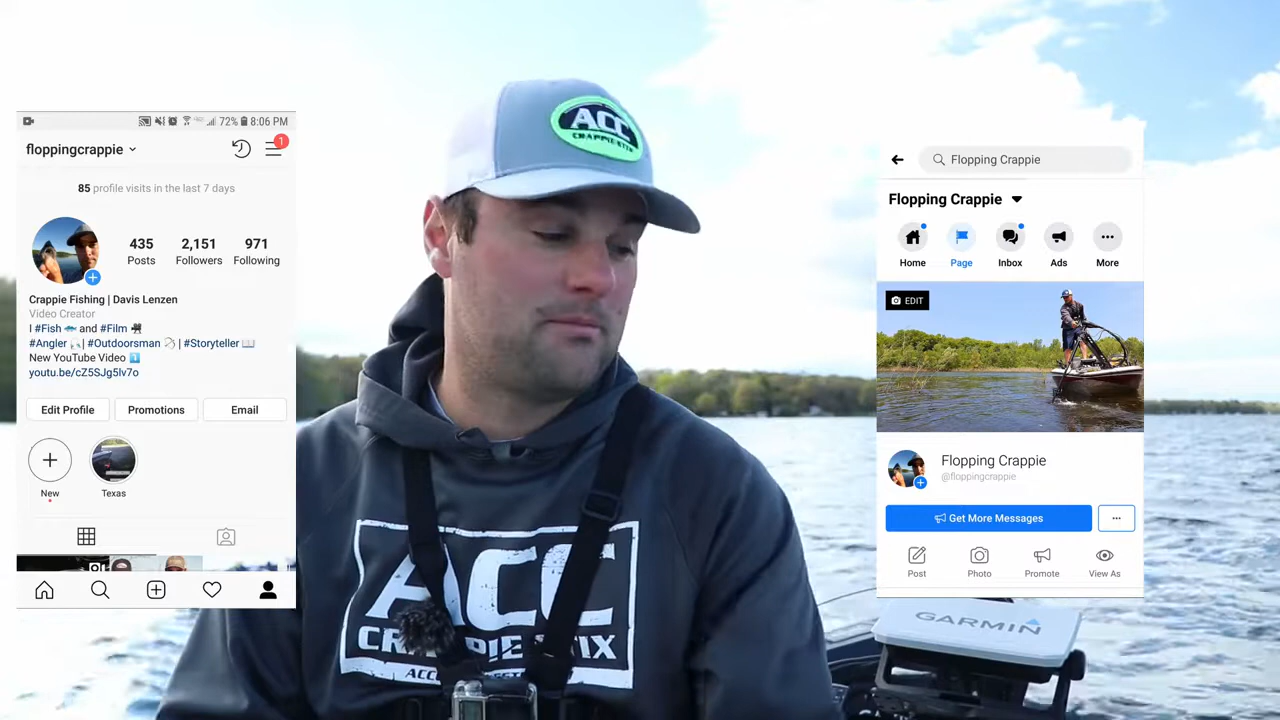 72% 8:06 PM
floppingcrappie
1
85 profile visits in the last 7 days
435 2,151 971
Posts Followers Following
Crappie Fishing | Davis Lenzen
Video Creator
I #Fish and #Film
#Angler | #Outdoorsman | #Storyteller
New YouTube Video
youtu.be/cZ5SJg5lv7o
Edit Profile Promotions Email
New Texas
ACC
CRAPPIE STIX
ACC
CRAPPIE STIX
Flopping Crappie
Flopping Crappie
Home Page Inbox Ads More
EDIT
Flopping Crappie
@floppingcrappie
Get More Messages
Post Photo Promote View As
GARMIN